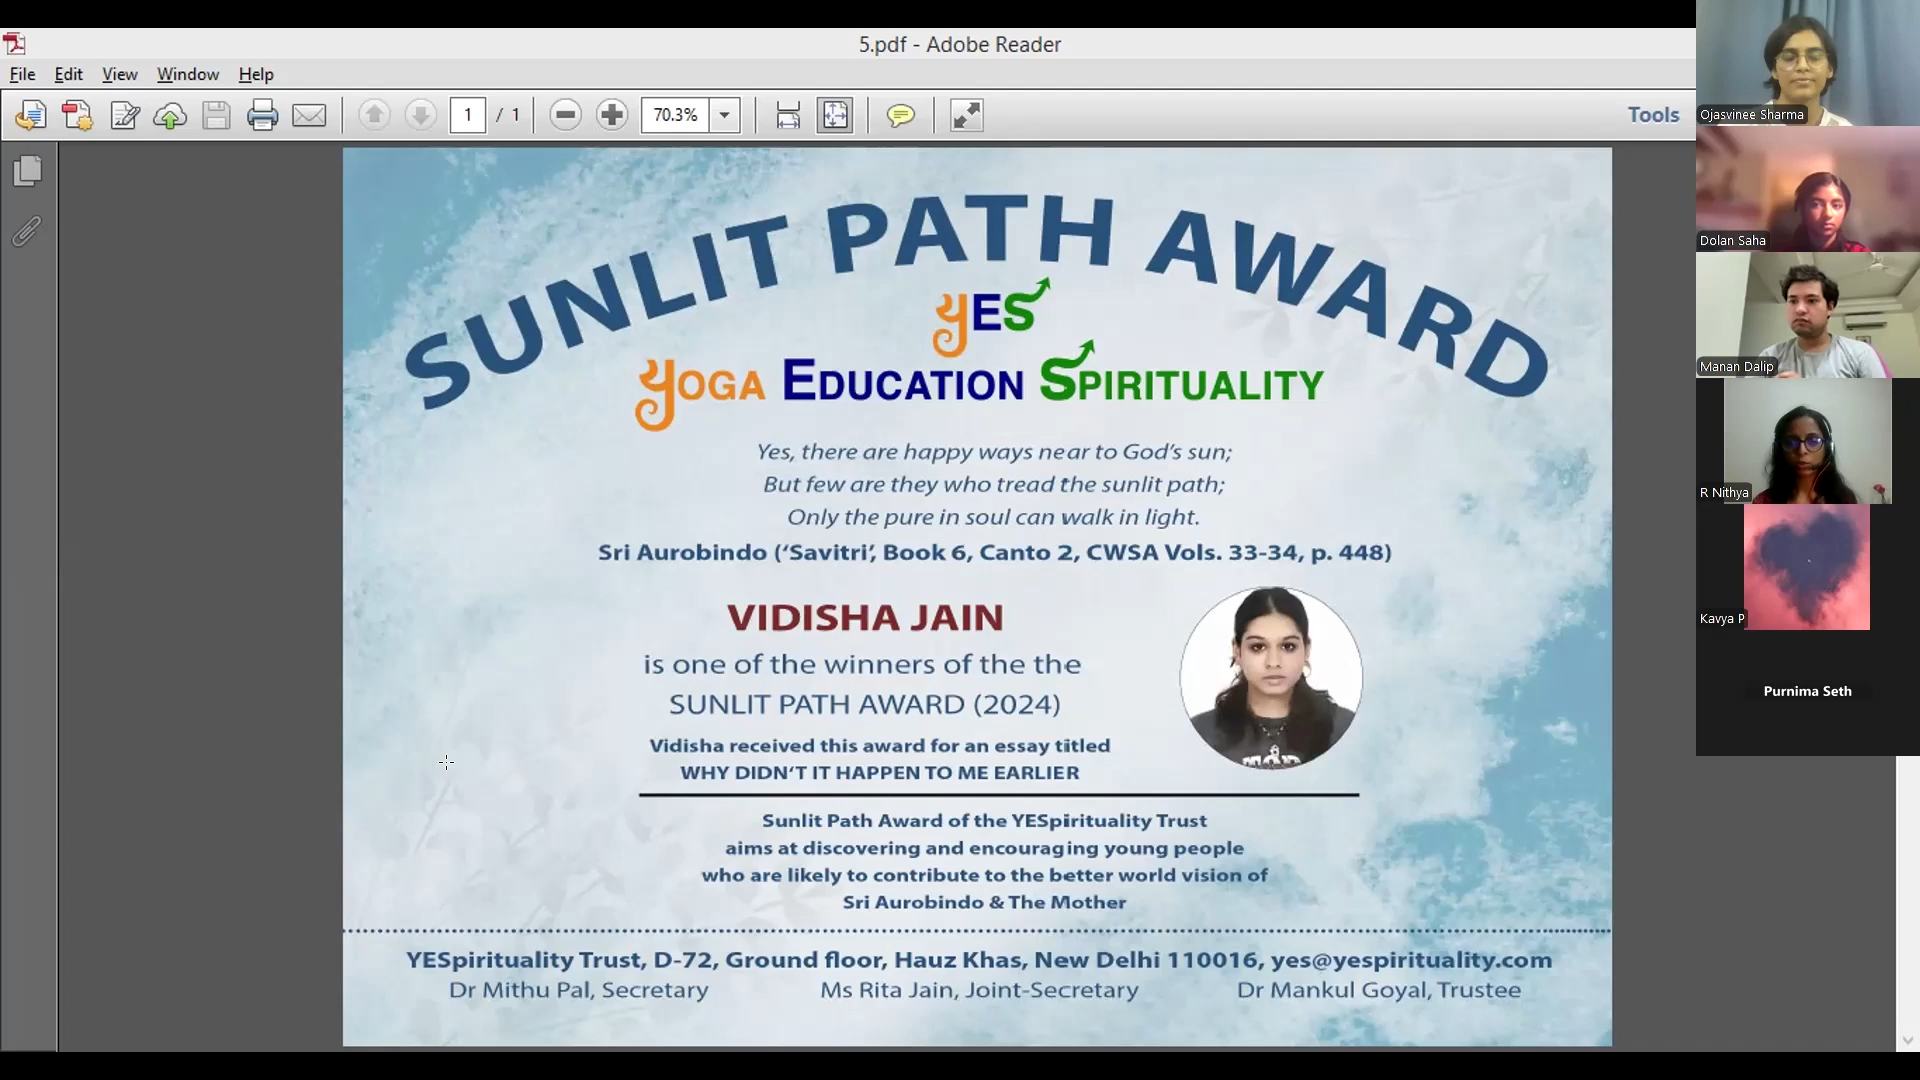 5.pdf - Adobe Reader
File Edit View Window Help
1 / 1 70.3% Tools
SUNLIT PATH AWARD
YES
YOGA EDUCATION SPIRITUALITY
Yes, there are happy ways near to God's sun;
But few are they who tread the sunlit path;
Only the pure in soul can walk in light.
Sri Aurobindo ('Savitri', Book 6, Canto 2, CWSA Vols. 33-34, p. 448)
VIDISHA JAIN
is one of the winners of the the
SUNLIT PATH AWARD (2024)
Vidisha received this award for an essay titled
WHY DIDN'T IT HAPPEN TO ME EARLIER
Sunlit Path Award of the YESpirituality Trust
aims at discovering and encouraging young people
who are likely to contribute to the better world vision of
Sri Aurobindo & The Mother
YESpirituality Trust, D-72, Ground floor, Hauz Khas, New Delhi 110016, yes@yespirituality.com
Dr Mithu Pal, Secretary Ms Rita Jain, Joint-Secretary Dr Mankul Goyal, Trustee
Ojasvinee Sharma
Dolan Saha
Manan Dalip
R Nithya
Kavya P
Purnima Seth